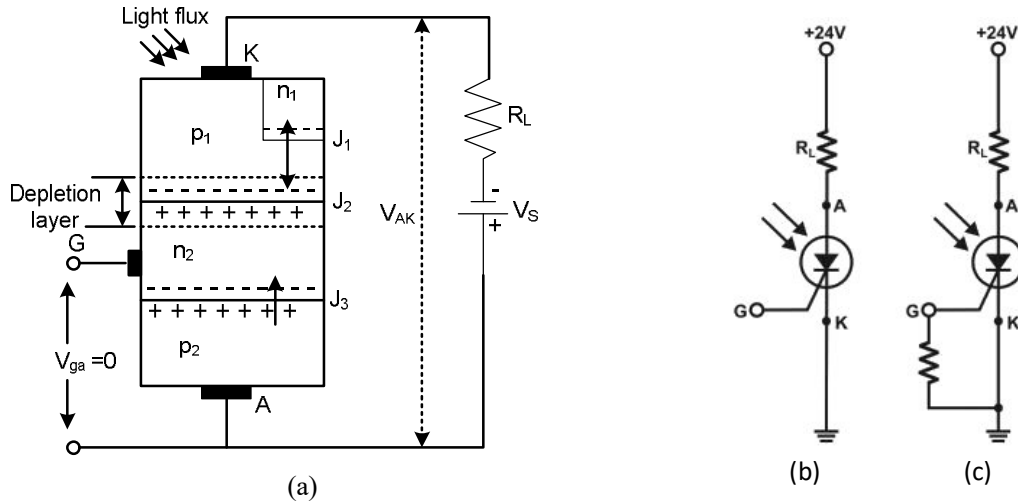 Light flux
K
n1
p1
J1
Depletion
layer
J2
+ + + + + + +
G
n2
J3
+ + + + + + +
p2
Vga =0
A
VAK
RL
-
VS
+
(a)
+24V
RL
A
G
K
(b)
+24V
RL
A
G
K
(c)